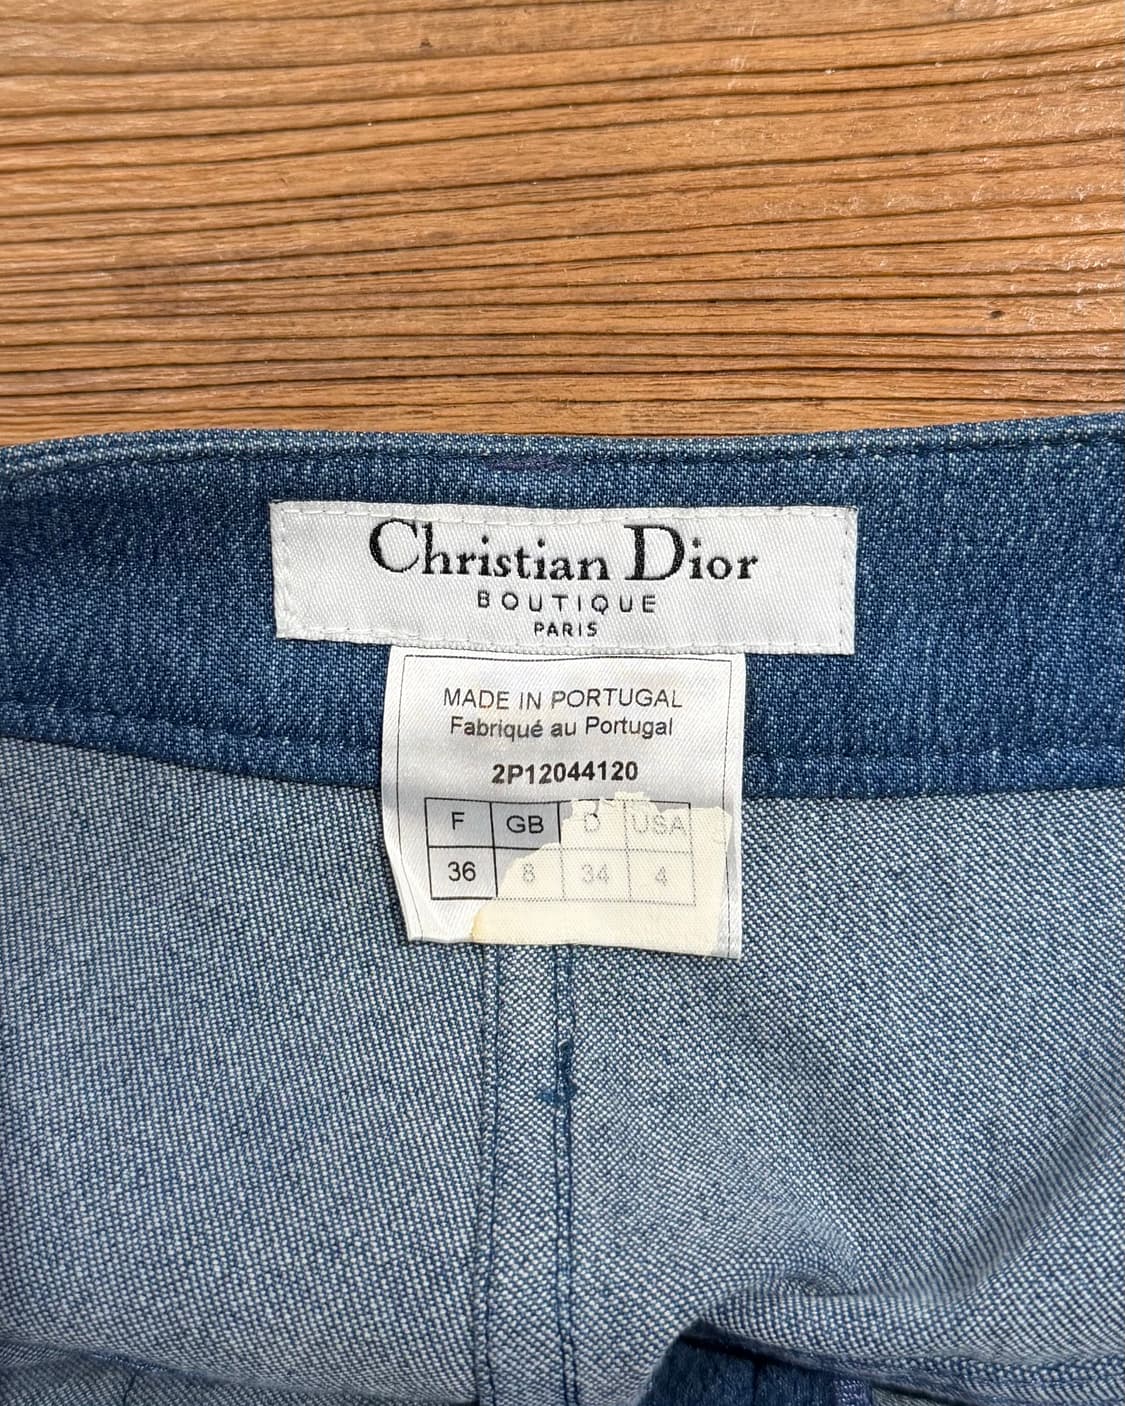 Christian Dior
BOUTIQUE
PARIS
MADE IN PORTUGAL
Fabriqué au Portugal
2P12044120
F GB D USA
36 8 34 4